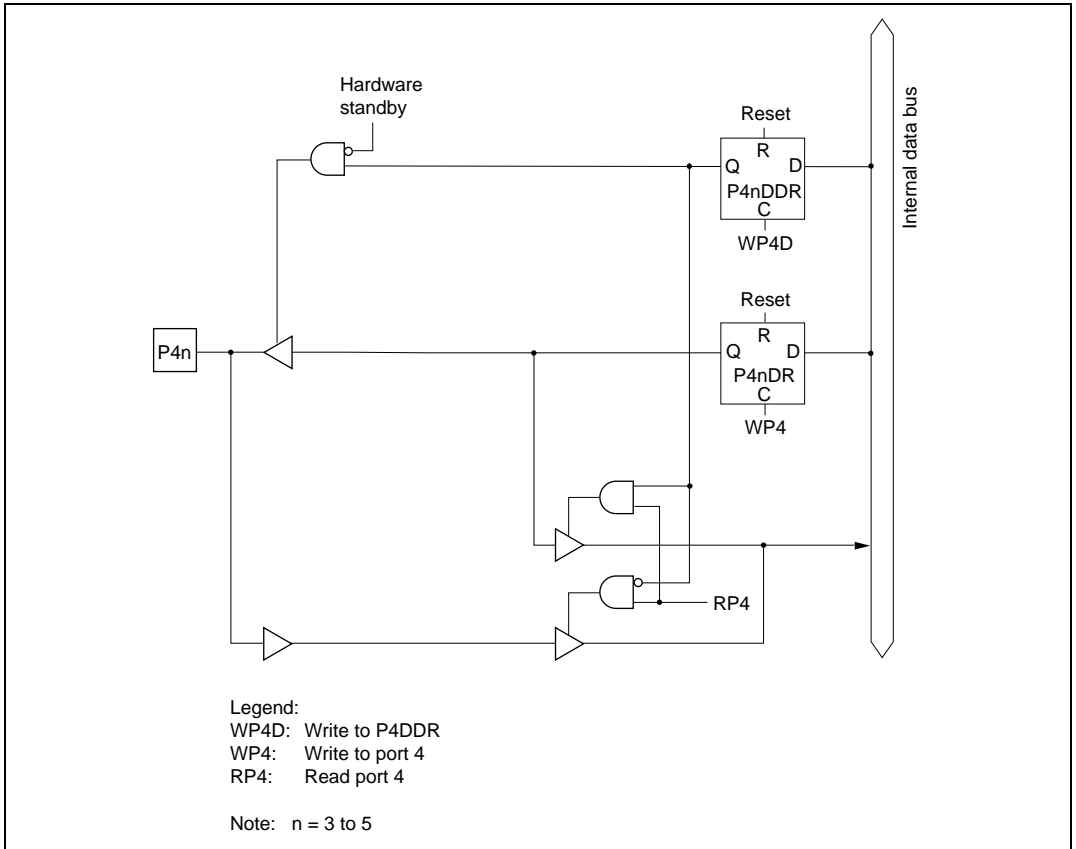 Hardware
standby
Reset
R
Q D
P4nDDR
C
WP4D
Internal data bus
Reset
R
P4n
Q D
P4nDR
C
WP4
RP4
Legend:
WP4D: Write to P4DDR
WP4: Write to port 4
RP4: Read port 4
Note: n = 3 to 5